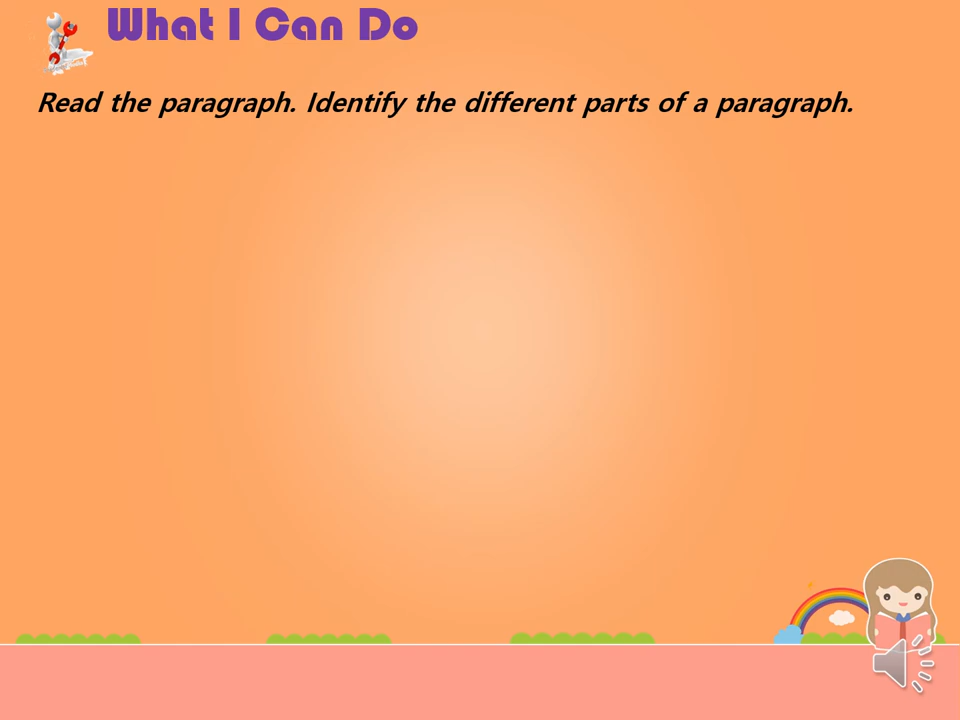 What I Can Do
Read the paragraph. Identify the different parts of a paragraph.